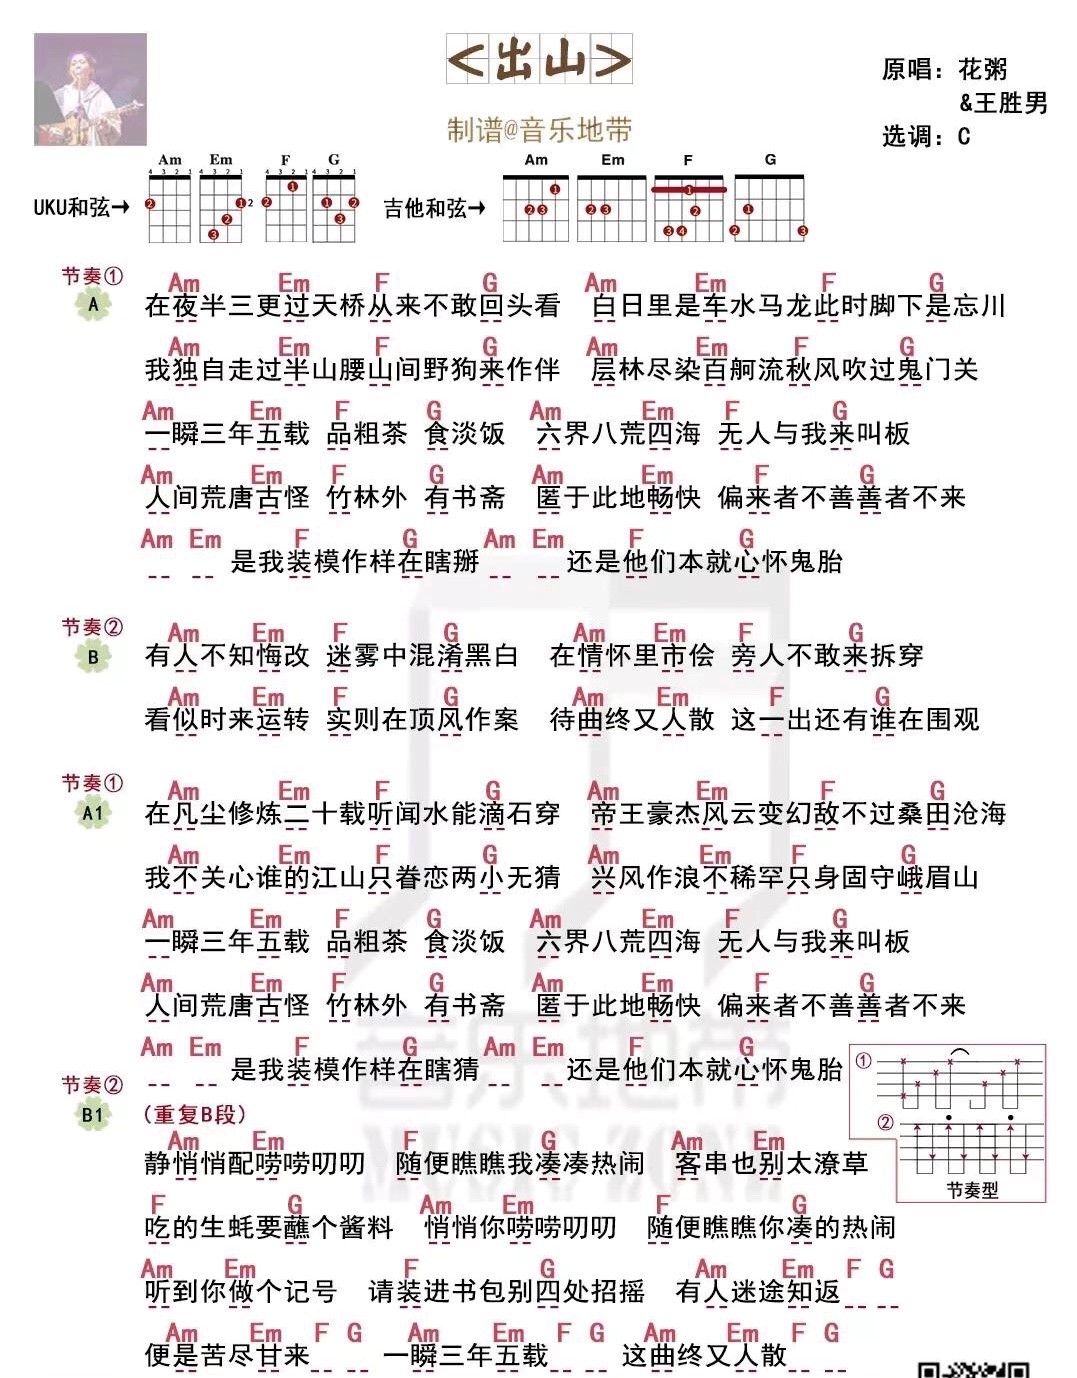 <出山>
制谱@音乐地带
原唱：花粥
&王胜男
选调：C
UKU和弦→ Am Em F G 吉他和弦→ Am Em F G
节奏①
Am Em F G Am Em F G
A 在夜半三更过天桥从来不敢回头看 白日里是车水马龙此时脚下是忘川
Am Em F G Am Em F G
我独自走过半山腰山间野狗来作伴 层林尽染百舸流秋风吹过鬼门关
Am Em F G Am Em F G
一瞬三年五载 品粗茶 食淡饭 六界八荒四海 无人与我来叫板
Am Em F G Am Em F G
人间荒唐古怪 竹林外 有书斋 匿于此地畅快 偏来者不善善者不来
Am Em F G Am Em F G
是我装模作样在瞎掰 还是他们本就心怀鬼胎
节奏②
Am Em F G Am Em F G
B 有人不知悔改 迷雾中混淆黑白 在情怀里市侩 旁人不敢来拆穿
Am Em F G Am Em F G
看似时来运转 实则在顶风作案 待曲终又人散 这一出还有谁在围观
节奏①
Am Em F G Am Em F G
A1 在凡尘修炼二十载听闻水能滴石穿 帝王豪杰风云变幻敌不过桑田沧海
Am Em F G Am Em F G
我不关心谁的江山只眷恋两小无猜 兴风作浪不稀罕只身固守峨眉山
Am Em F G Am Em F G
一瞬三年五载 品粗茶 食淡饭 六界八荒四海 无人与我来叫板
Am Em F G Am Em F G
人间荒唐古怪 竹林外 有书斋 匿于此地畅快 偏来者不善善者不来
Am Em F G Am Em F G
是我装模作样在瞎猜 还是他们本就心怀鬼胎
节奏②
B1 (重复B段)
Am Em F G Am Em
静悄悄配唠唠叨叨 随便瞧瞧我凑凑热闹 客串也别太潦草
F G Am Em F G
吃的生蚝要蘸个酱料 悄悄你唠唠叨叨 随便瞧瞧你凑的热闹
Am Em F G Am Em F G
听到你做个记号 请装进书包别四处招摇 有人迷途知返
Am Em F G Am Em F G Am Em F G
便是苦尽甘来 一瞬三年五载 这曲终又人散
①
②
节奏型
音乐地带
MUSIC ZONE